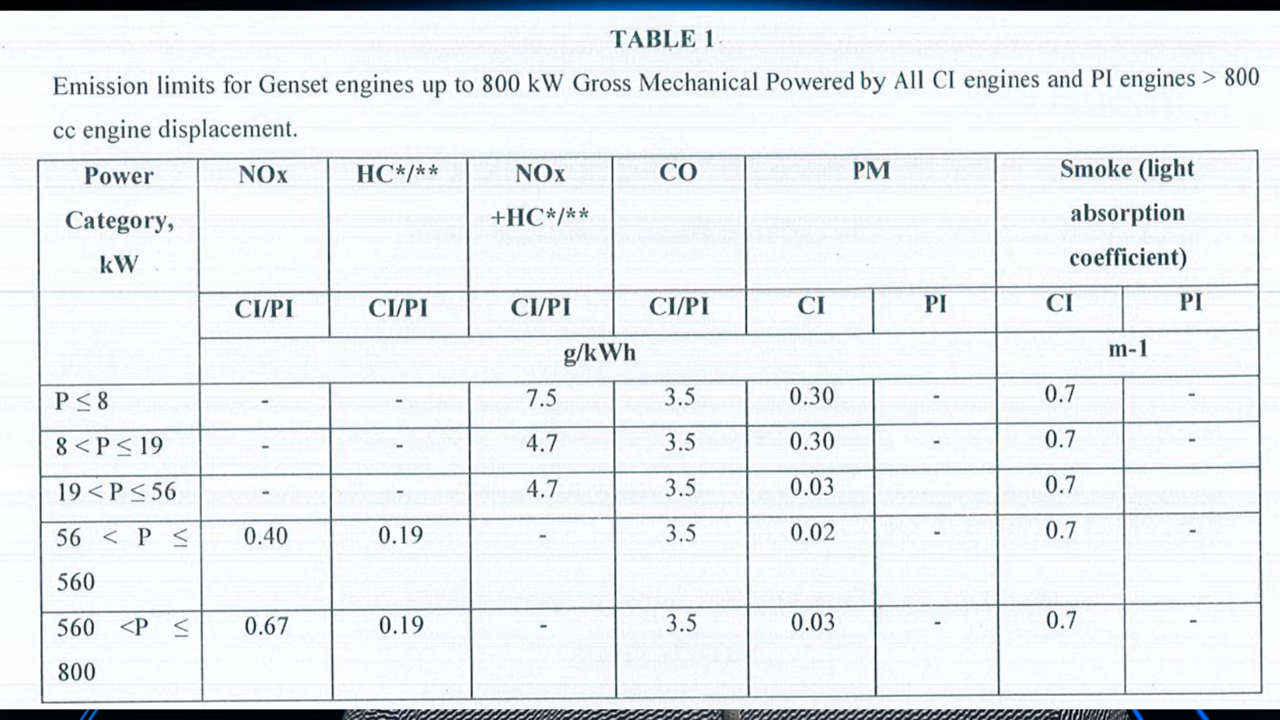 TABLE 1
Emission limits for Genset engines up to 800 kW Gross Mechanical Powered by All CI engines and PI engines > 800
cc engine displacement.
Power Category, kW | NOx | HC*/** | NOx +HC*/** | CO | PM | Smoke (light absorption coefficient)
CI/PI | CI/PI | CI/PI | CI/PI | CI | PI | CI | PI
g/kWh | m-1
P ≤ 8 | - | - | 7.5 | 3.5 | 0.30 | - | 0.7 | -
8 < P ≤ 19 | - | - | 4.7 | 3.5 | 0.30 | - | 0.7 | -
19 < P ≤ 56 | - | - | 4.7 | 3.5 | 0.03 | - | 0.7 |
56 < P ≤ 560 | 0.40 | 0.19 | - | 3.5 | 0.02 | - | 0.7 | -
560 <P ≤ 800 | 0.67 | 0.19 | - | 3.5 | 0.03 | - | 0.7 | -